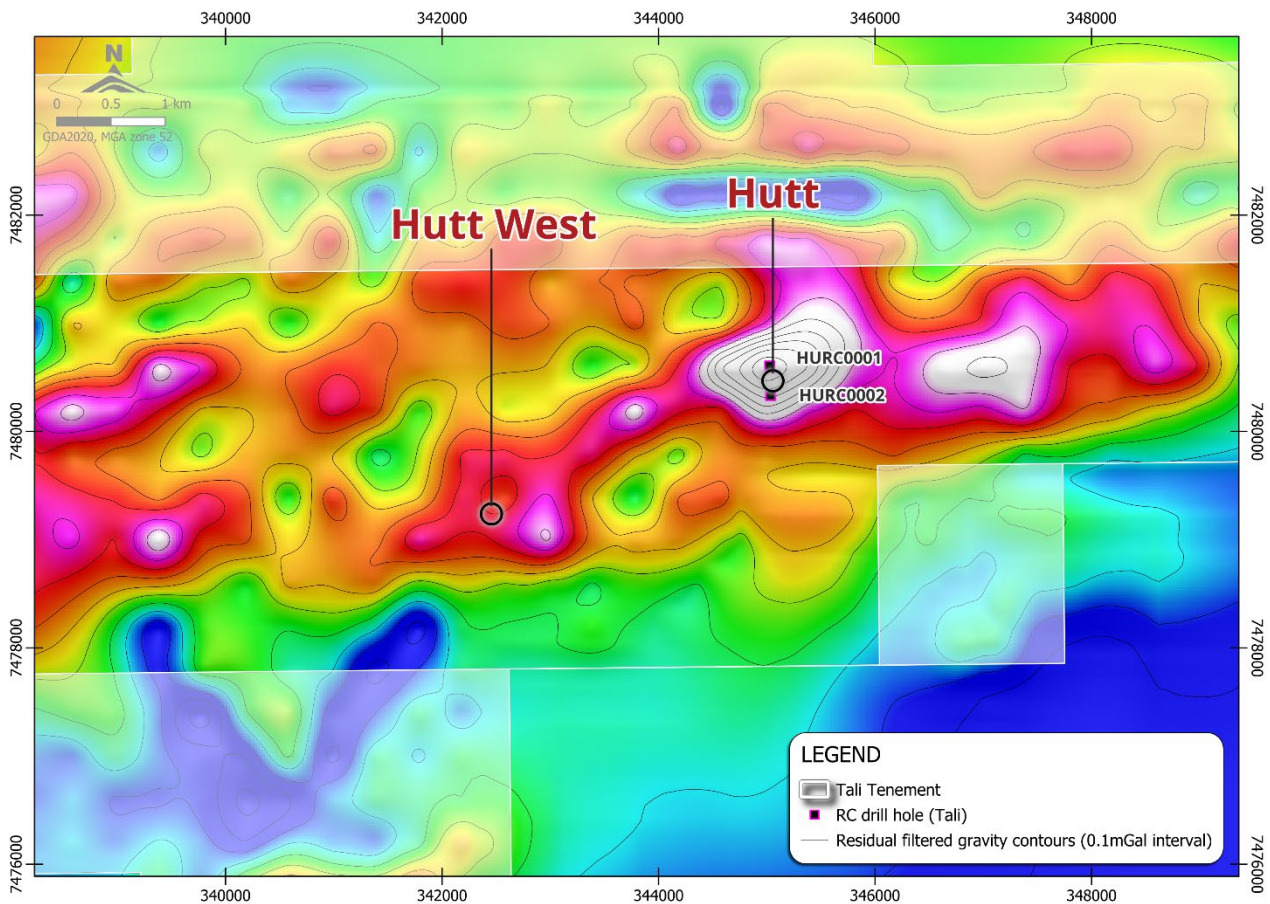 340000 342000 344000 346000 348000
N
0 0.5 1 km
GDA2020, MGA zone 52
7482000 7482000
Hutt West
Hutt
HURC0001
HURC0002
7480000 7480000
7478000 7478000
LEGEND
Tali Tenement
RC drill hole (Tali)
Residual filtered gravity contours (0.1mGal interval)
7476000 7476000
340000 342000 344000 346000 348000